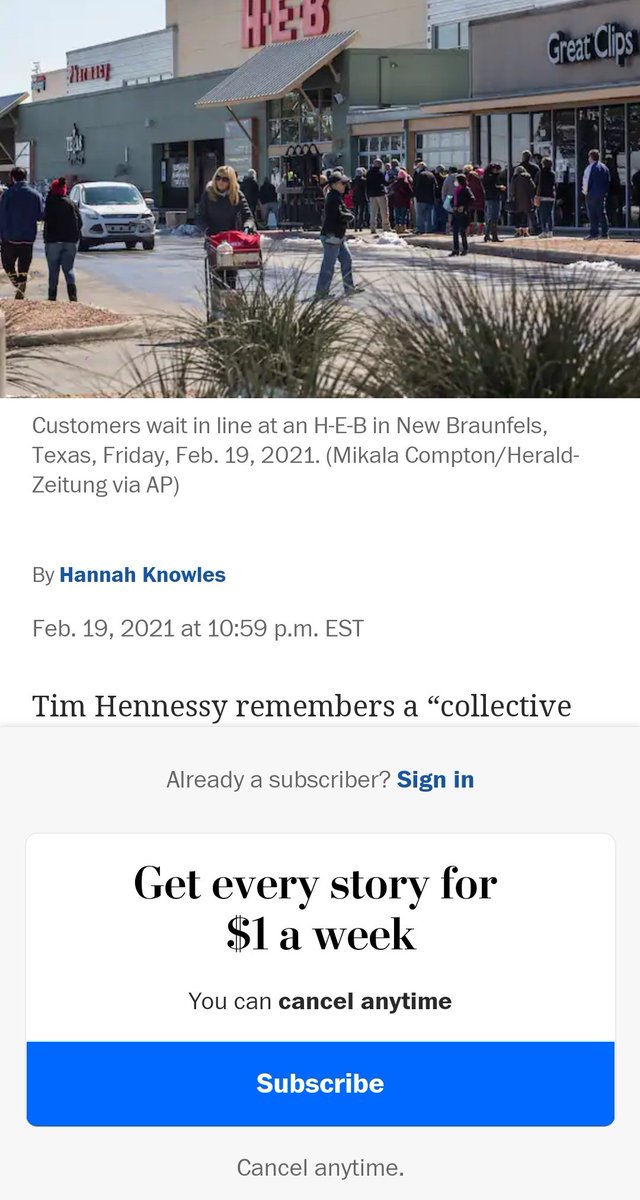 H-E-B
Pharmacy
Great Clips
Customers wait in line at an H-E-B in New Braunfels,
Texas, Friday, Feb. 19, 2021. (Mikala Compton/Herald-
Zeitung via AP)
By Hannah Knowles
Feb. 19, 2021 at 10:59 p.m. EST
Tim Hennessy remembers a “collective
Already a subscriber? Sign in
Get every story for
$1 a week
You can cancel anytime
Subscribe
Cancel anytime.